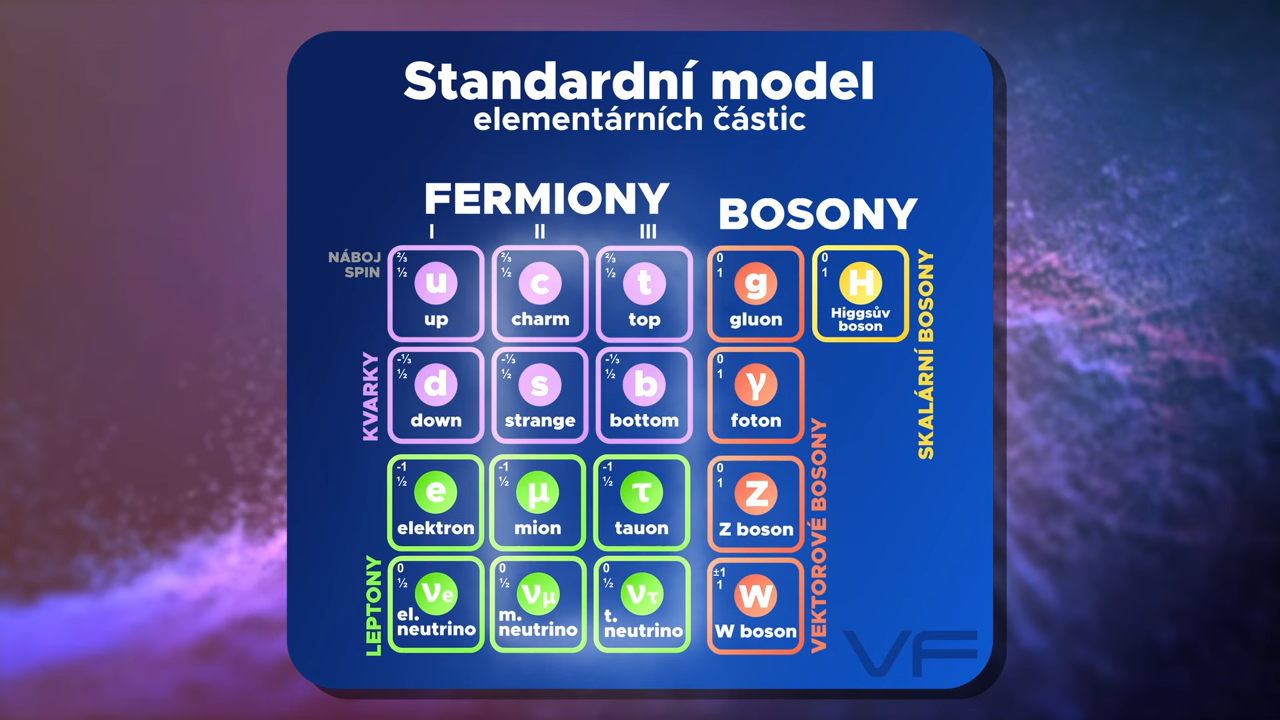 Standardní model
elementárních částic
FERMIONY
I II III
BOSONY
NÁBOJ
SPIN
⅔
½
u
up
⅔
½
c
charm
⅔
½
t
top
0
1
g
gluon
0
1
H
Higgsův
boson
KVARKY
-⅓
½
d
down
-⅓
½
s
strange
-⅓
½
b
bottom
0
1
γ
foton
SKALÁRNÍ BOSONY
-1
½
e
elektron
-1
½
μ
mion
-1
½
τ
tauon
0
1
Z
Z boson
LEPTONY
0
½
νe
el.
neutrino
0
½
νμ
m.
neutrino
0
½
ντ
t.
neutrino
±1
1
W
W boson
VEKTOROVÉ BOSONY
VF